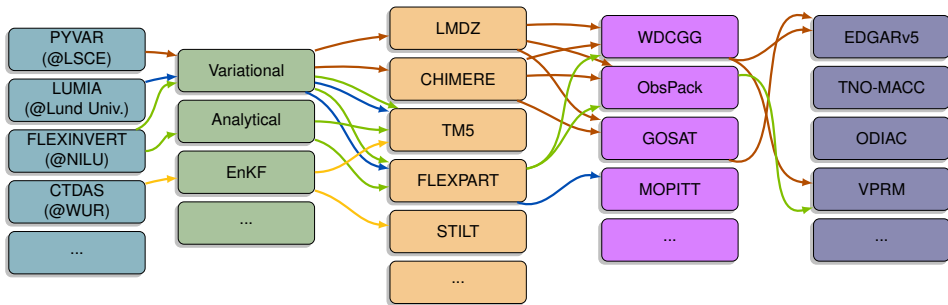 PYVAR
(@LSCE)
LUMIA
(@Lund Univ.)
FLEXINVERT
(@NILU)
CTDAS
(@WUR)
...
Variational
Analytical
EnKF
...
LMDZ
CHIMERE
TM5
FLEXPART
STILT
...
WDCGG
ObsPack
GOSAT
MOPITT
...
EDGARv5
TNO-MACC
ODIAC
VPRM
...